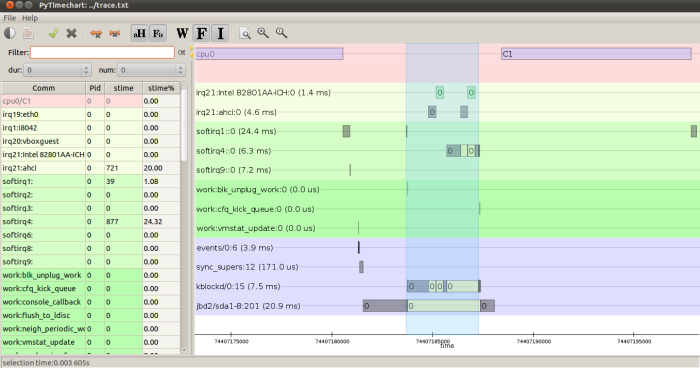 PyTimechart: ../trace.txt
File Help
aH Fit W F I
Filter:
dur: 0 num: 0
Comm Pid stime stime%
cpu0/C1 0 0 0.00
irq19:eth0 0 0 0.00
irq1:i8042 0 0 0.00
irq20:vboxguest 0 0 0.00
irq21:Intel 82801AA-ICH 0 0 0.00
irq21:ahci 0 721 20.00
softirq1: 0 39 1.08
softirq2: 0 0 0.00
softirq3: 0 0 0.00
softirq4: 0 877 24.32
softirq6: 0 0 0.00
softirq8: 0 0 0.00
softirq9: 0 0 0.00
work:blk_unplug_work 0 0 0.00
work:cfq_kick_queue 0 0 0.00
work:console_callback 0 0 0.00
work:flush_to_ldisc 0 0 0.00
work:neigh_periodic_wc 0 0 0.00
work:vmstat_update 0 0 0.00
cpu0 C1
irq21:Intel 82801AA-ICH:0 (1.4 ms) 0 0
irq21:ahci:0 (4.6 ms) 0
softirq1::0 (24.4 ms)
softirq4::0 (6.3 ms) 0 0
softirq9::0 (7.2 ms)
work:blk_unplug_work:0 (0.0 us)
work:cfq_kick_queue:0 (0.0 us)
work:vmstat_update:0 (0.0 us)
events/0:6 (3.9 ms)
sync_supers:12 (171.0 us)
kblockd/0:15 (7.5 ms) 0 0 0 0
jbd2/sda1-8:201 (20.9 ms) 0 0 0
74407175000 74407180000 74407185000 74407190000 74407195000
time
selection time:0.003 605s